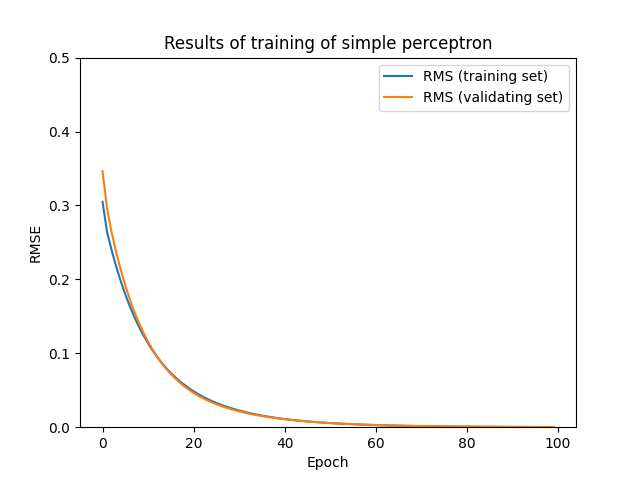 Results of training of simple perceptron
RMS (training set)
RMS (validating set)
RMSE
0.5
0.4
0.3
0.2
0.1
0.0
0 20 40 60 80 100
Epoch